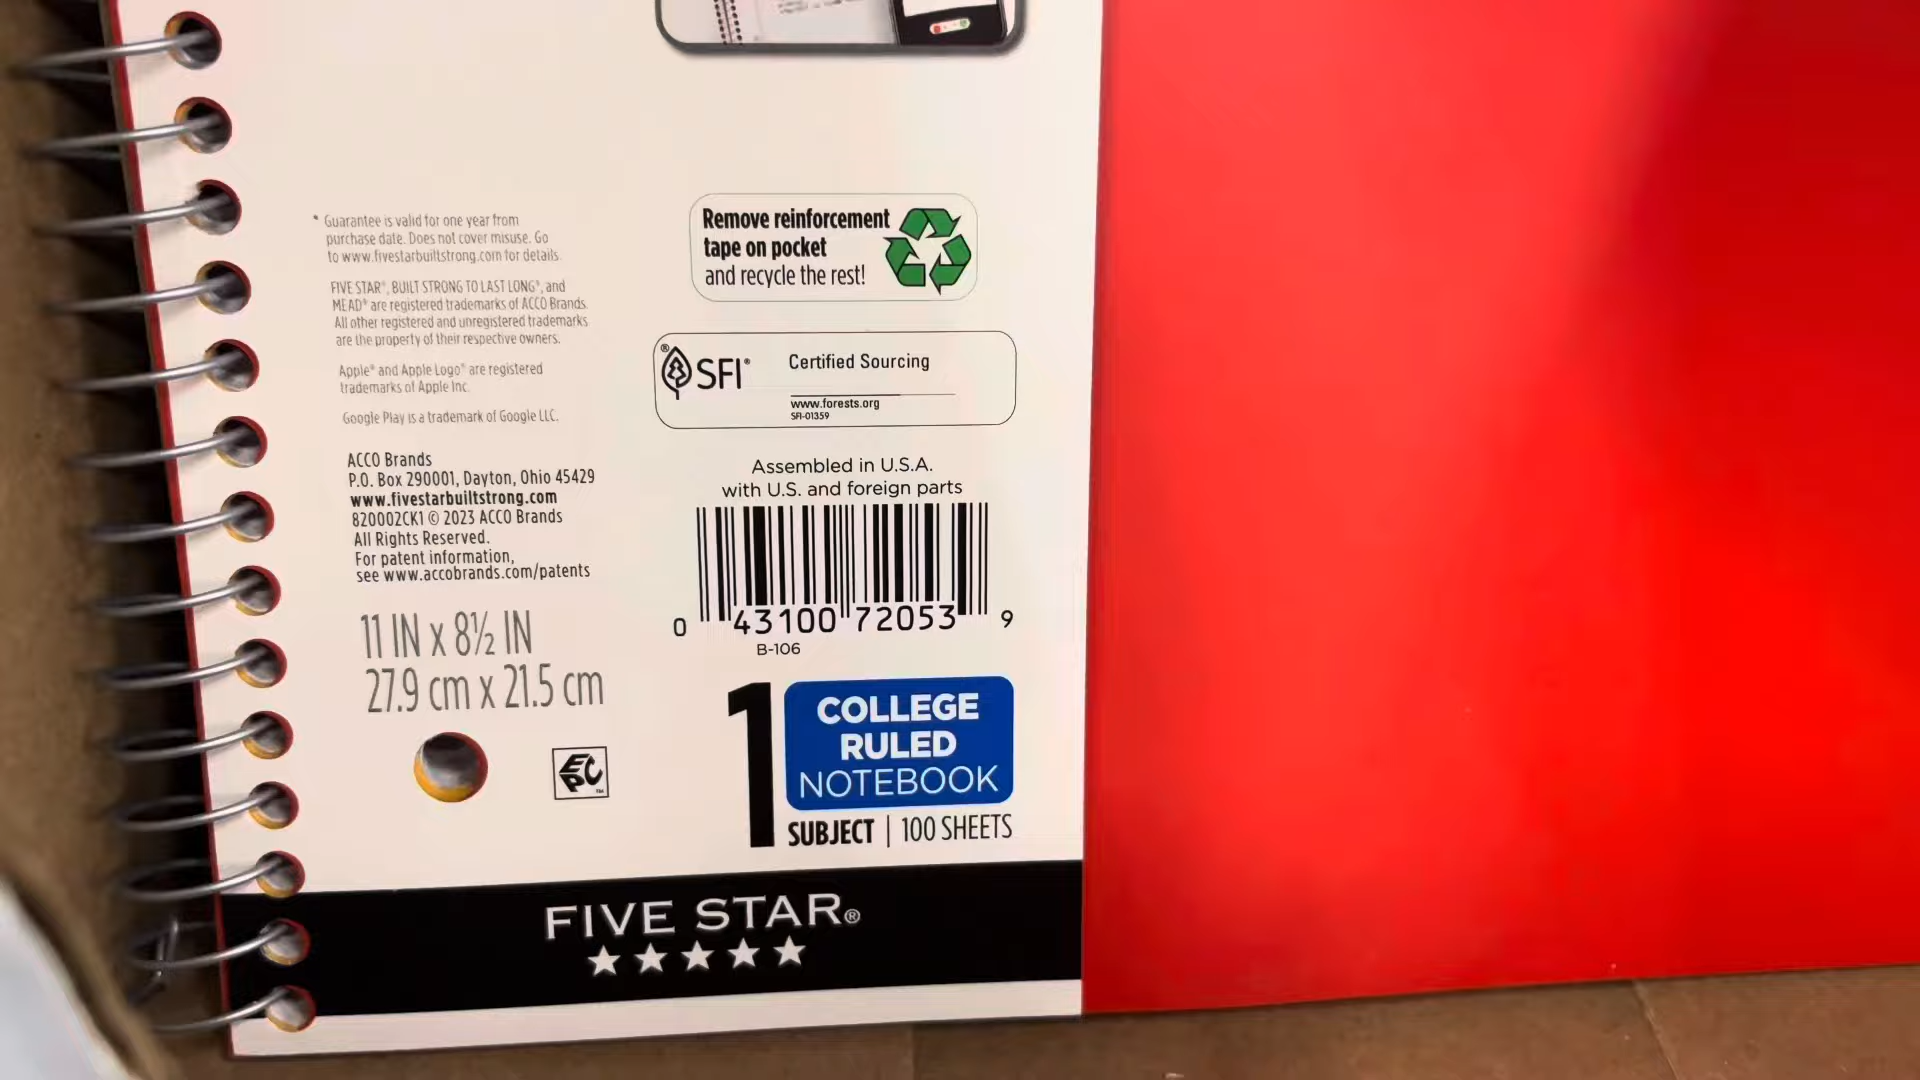 * Guarantee is valid for one year from
purchase date. Does not cover misuse. Go
to www.fivestarbuiltstrong.com for details.
FIVE STAR®, BUILT STRONG TO LAST LONG®, and
MEAD® are registered trademarks of ACCO Brands.
All other registered and unregistered trademarks
are the property of their respective owners.
Apple® and Apple Logo® are registered
trademarks of Apple Inc.
Google Play is a trademark of Google LLC.
ACCO Brands
P.O. Box 290001, Dayton, Ohio 45429
www.fivestarbuiltstrong.com
820002CK1 © 2023 ACCO Brands
All Rights Reserved.
For patent information,
see www.accobrands.com/patents
11 IN x 8½ IN
27.9 cm x 21.5 cm
EPC™
Remove reinforcement
tape on pocket
and recycle the rest!
® SFI®
Certified Sourcing
www.forests.org
SFI-01359
Assembled in U.S.A.
with U.S. and foreign parts
0 43100 72053 9
B-106
1 COLLEGE
RULED
NOTEBOOK
SUBJECT | 100 SHEETS
FIVE STAR®